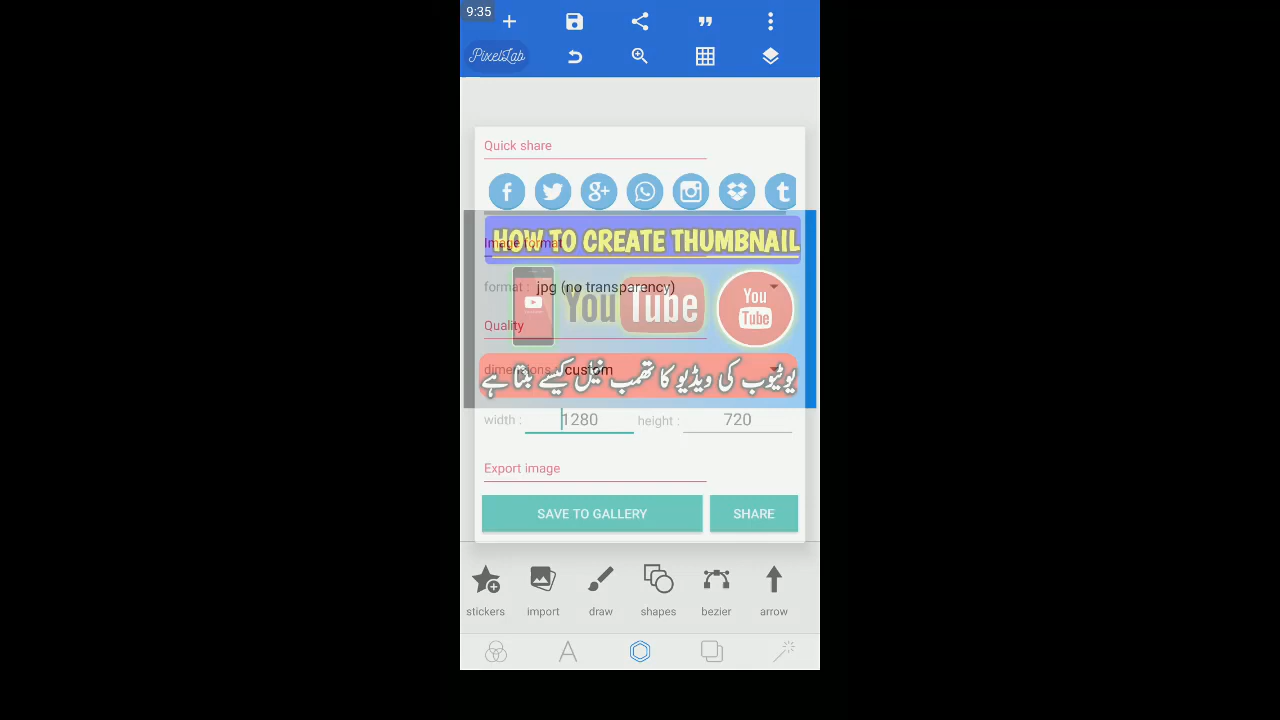 9:35
PixelLab
Quick share
Image format
HOW TO CREATE THUMBNAIL
format : jpg (no transparency)
YouTube
You
Tube
Quality
dimensions : custom
یوٹیوب کی ویڈیو کا تھمب نیل کیسے بنتا ہے
width : 1280 height : 720
Export image
SAVE TO GALLERY SHARE
stickers import draw shapes bezier arrow